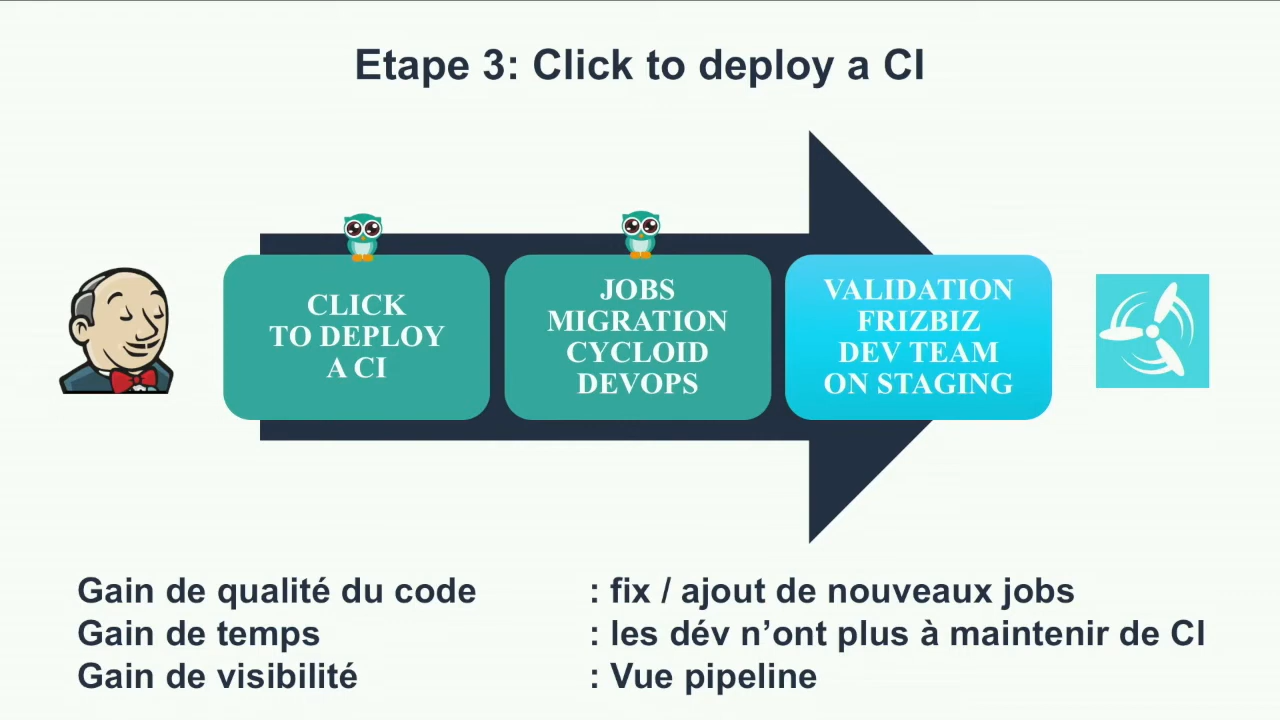 Etape 3: Click to deploy a CI
CLICK
TO DEPLOY
A CI
JOBS
MIGRATION
CYCLOID
DEVOPS
VALIDATION
FRIZBIZ
DEV TEAM
ON STAGING
Gain de qualité du code : fix / ajout de nouveaux jobs
Gain de temps : les dév n’ont plus à maintenir de CI
Gain de visibilité : Vue pipeline